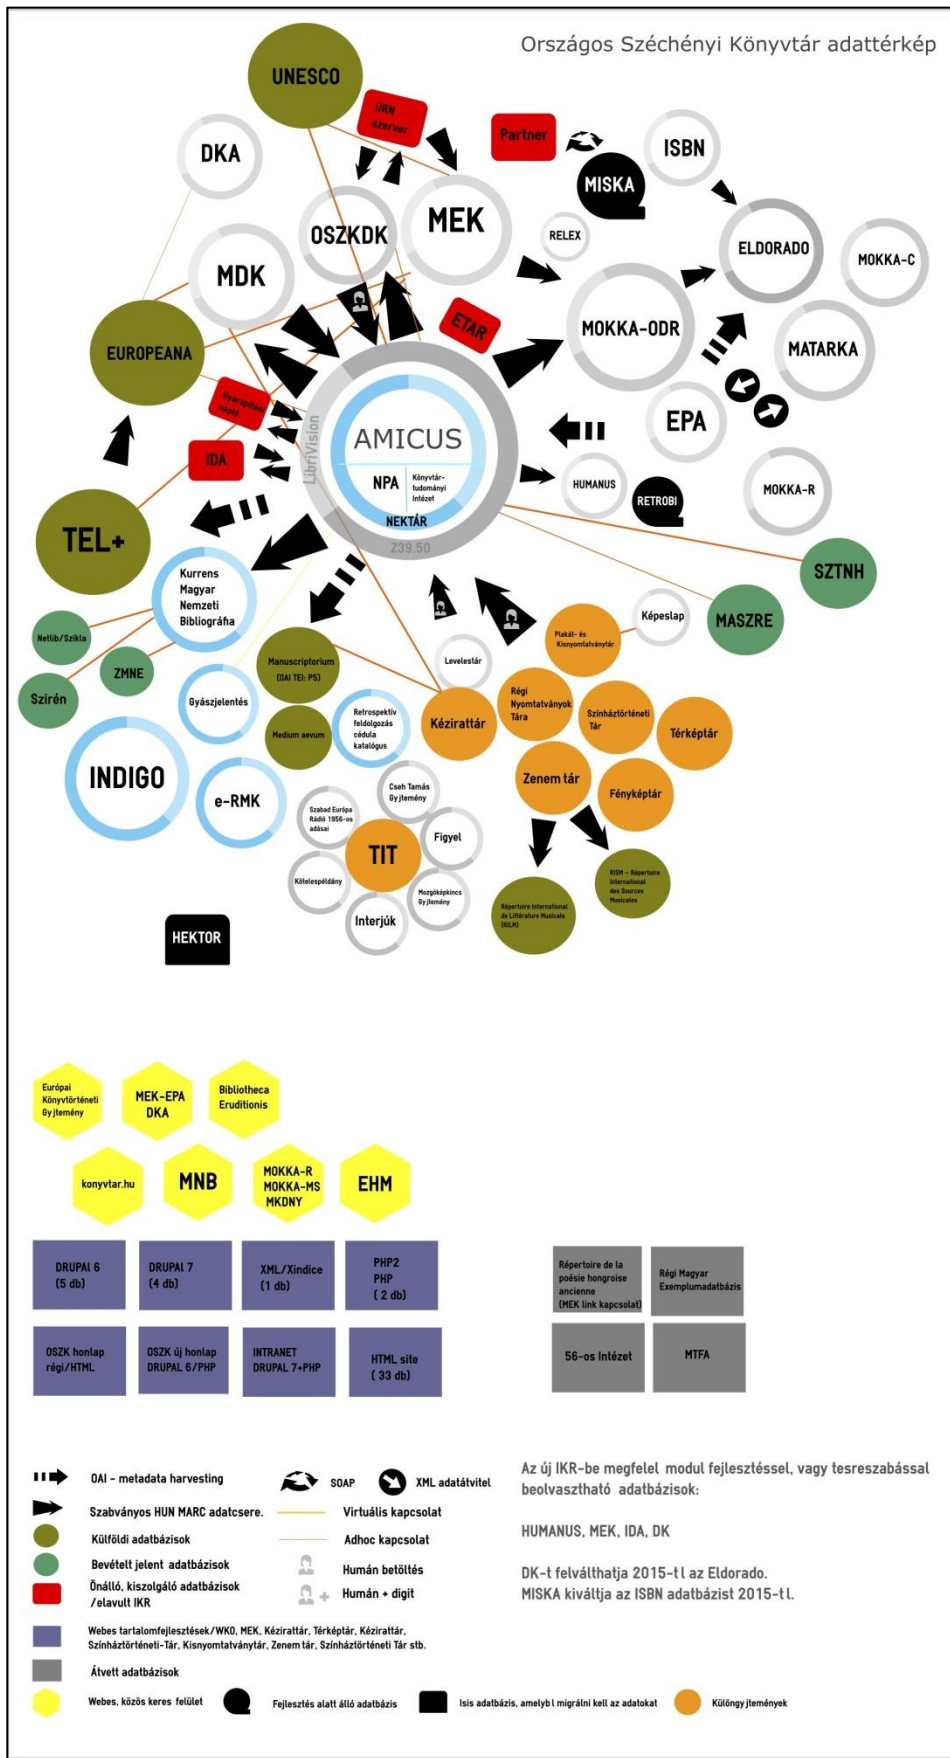 Országos Széchényi Könyvtár adattérkép
UNESCO
URN
szerver
Partner
ISBN
DKA
MISKA
MEK
OSZKDK
RELEX
ELDORADO
MOKKA-C
MDK
ETAR
MOKKA-ODR
MATARKA
EUROPEANA
Gyarapítási
napló
LibriVision
AMICUS
NPA
Könyvtár-
tudományi
Intézet
NEKTÁR
Z39.50
EPA
IDA
HUMANUS
RETROBI
MOKKA-R
TEL+
SZTNH
Kurrens
Magyar
Nemzeti
Bibliográfia
Képeslap
MASZRE
Netlib/Szikla
ZMNE
Szirén
Plakát- és
Kisnyomtatványtár
Levelestár
Manuscriptorium
(OAI TEI: P5)
Gyászjelentés
Régi
Nyomtatványok
Tára
Kézirattár
Színháztörténeti
Tár
Térképtár
Retrospektív
feldolgozás
cédula
katalógus
Medium aevum
INDIGO
Zenem tár
Fényképtár
e-RMK
Cseh Tamás
Gy jtemény
Szabad Európa
Rádió 1956-os
adásai
Figyel
TIT
Kötelespéldány
Mozgóképkincs
Gy jtemény
Interjúk
RISM – Répertoire
International
des Sources
Musicales
Répertoire International
de Littérature Musicale
(RILM)
HEKTOR
Európai
Könyvtörténeti
Gy jtemény
MEK-EPA
DKA
Bibliotheca
Eruditionis
konyvtar.hu
MNB
MOKKA-R
MOKKA-MS
MKDNY
EHM
DRUPAl 6
(5 db)
DRUPAl 7
(4 db)
XML/Xindice
(1 db)
PHP2
PHP
( 2 db)
Répertoire de la
poésie hongroise
ancienne
(MEK link kapcsolat)
Régi Magyar
Exemplumadatbázis
OSZK honlap
régi/HTML
OSZK új honlap
DRUPAL 6/PHP
INTRANET
DRUPAL 7+PHP
HTML site
( 33 db)
56-os Intézet
MTFA
OAI - metadata harvesting
SOAP
XML adatátvitel
Szabványos HUN MARC adatcsere.
Virtuális kapcsolat
Külföldi adatbázisok
Adhoc kapcsolat
Bevételt jelent adatbázisok
Humán betöltés
Önálló, kiszolgáló adatbázisok
/elavult IKR
Humán + digit
Webes tartalomfejlesztések/WKO, MEK, Kézirattár, Térképtár, Kézirattár,
Színháztörténeti-Tár, Kisnyomtatványtár, Zenem tár, Színháztörténeti Tár stb.
Átvett adatbázisok
Webes, közös keres felület
Fejlesztés alatt álló adatbázis
Isis adatbázis, amelyb l migrálni kell az adatokat
Különgy jtemények
Az új IKR-be megfelel modul fejlesztéssel, vagy tesreszabással
beolvasztható adatbázisok:
HUMANUS, MEK, IDA, DK
DK-t felválthatja 2015-t l az Eldorado.
MISKA kiváltja az ISBN adatbázist 2015-t l.